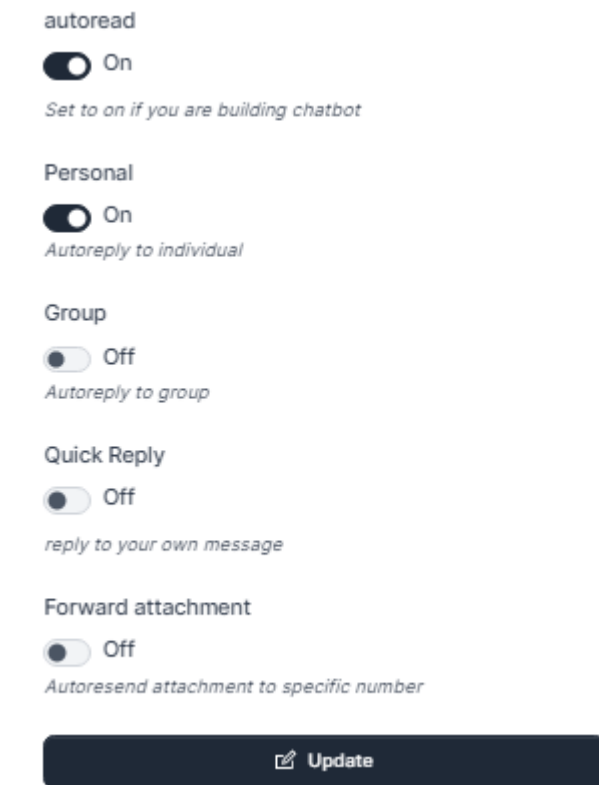 autoread
On
Set to on if you are building chatbot
Personal
On
Autoreply to individual
Group
Off
Autoreply to group
Quick Reply
Off
reply to your own message
Forward attachment
Off
Autoresend attachment to specific number
Update